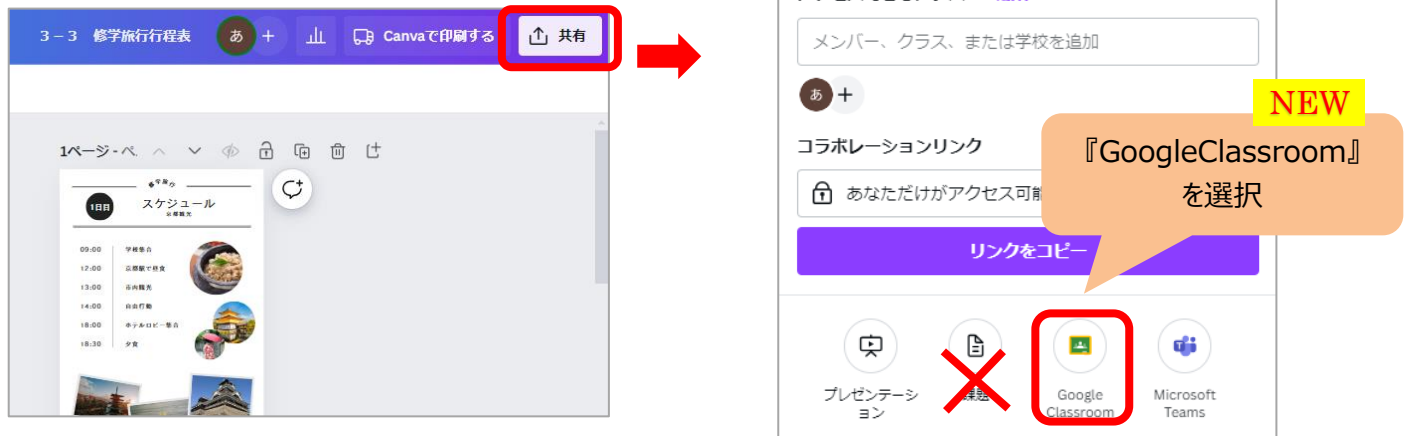 3－3 修学旅行行程表
あ
+
Canvaで印刷する
共有
1ページ - ペ.
修学旅行
1日目
スケジュール
京都観光
09:00 学校集合
12:00 京都駅で昼食
13:00 市内観光
14:00 自由行動
18:00 ホテルロビー集合
18:30 夕食
メンバー、クラス、または学校を追加
あ
+
NEW
コラボレーションリンク
『GoogleClassroom』
を選択
あなただけがアクセス可能
リンクをコピー
プレゼンテーシ
ョン
課題
Google
Classroom
Microsoft
Teams